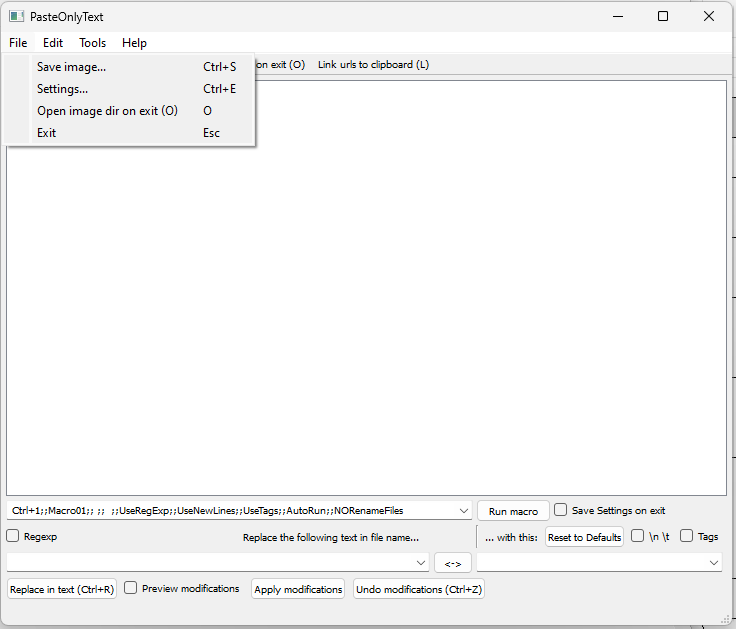 PasteOnlyText
File Edit Tools Help
Save image... Ctrl+S
on exit (O) Link urls to clipboard (L)
Settings... Ctrl+E
Open image dir on exit (O) O
Exit Esc
Ctrl+1;;Macro01;; ;; ;;UseRegExp;;UseNewLines;;UseTags;;AutoRun;;NORenameFiles Run macro Save Settings on exit
Regexp Replace the following text in file name... ... with this: Reset to Defaults \n \t Tags
<->
Replace in text (Ctrl+R) Preview modifications Apply modifications Undo modifications (Ctrl+Z)